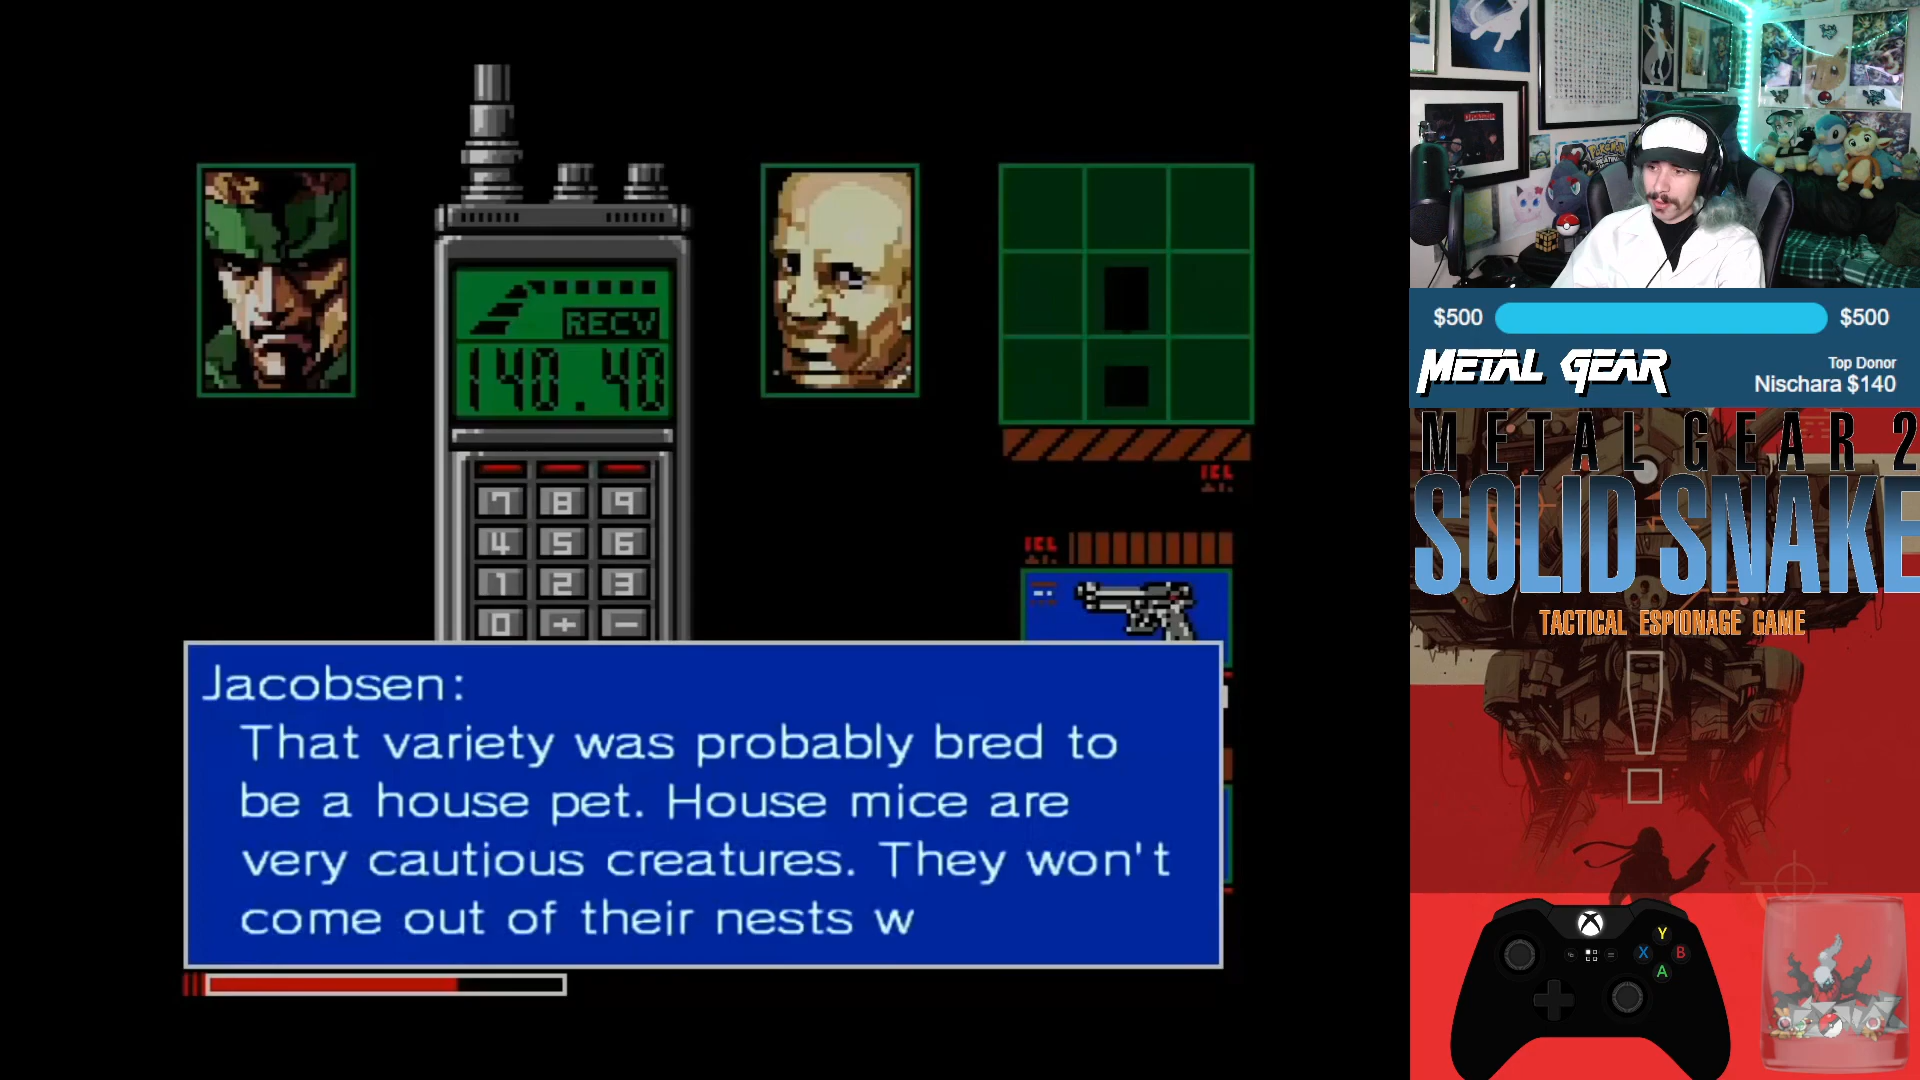 RECV
140.40
7 8 9
4 5 6
1 2 3
0 + -
Jacobsen:
That variety was probably bred to
be a house pet. House mice are
very cautious creatures. They won't
come out of their nests w
$500
$500
METAL GEAR
Top Donor
Nischara $140
METAL GEAR 2
SOLID SNAKE
TACTICAL ESPIONAGE GAME
Y
X B
A